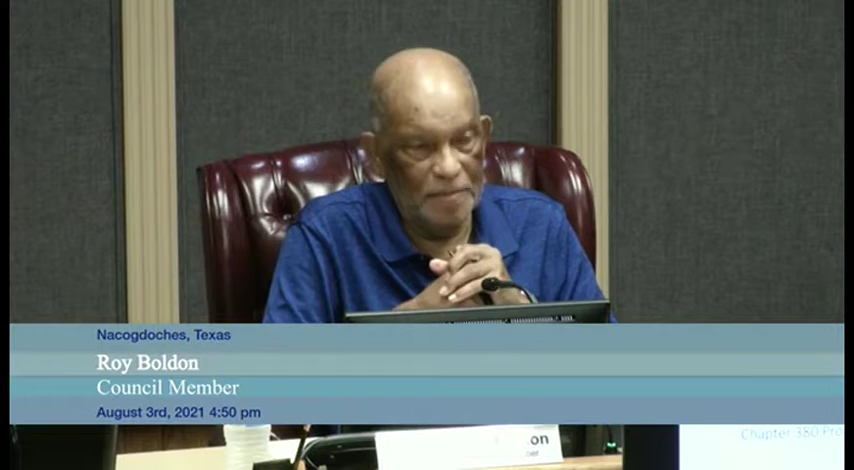 Nacogdoches, Texas
Roy Boldon
Council Member
August 3rd, 2021 4:50 pm
Chapter 380